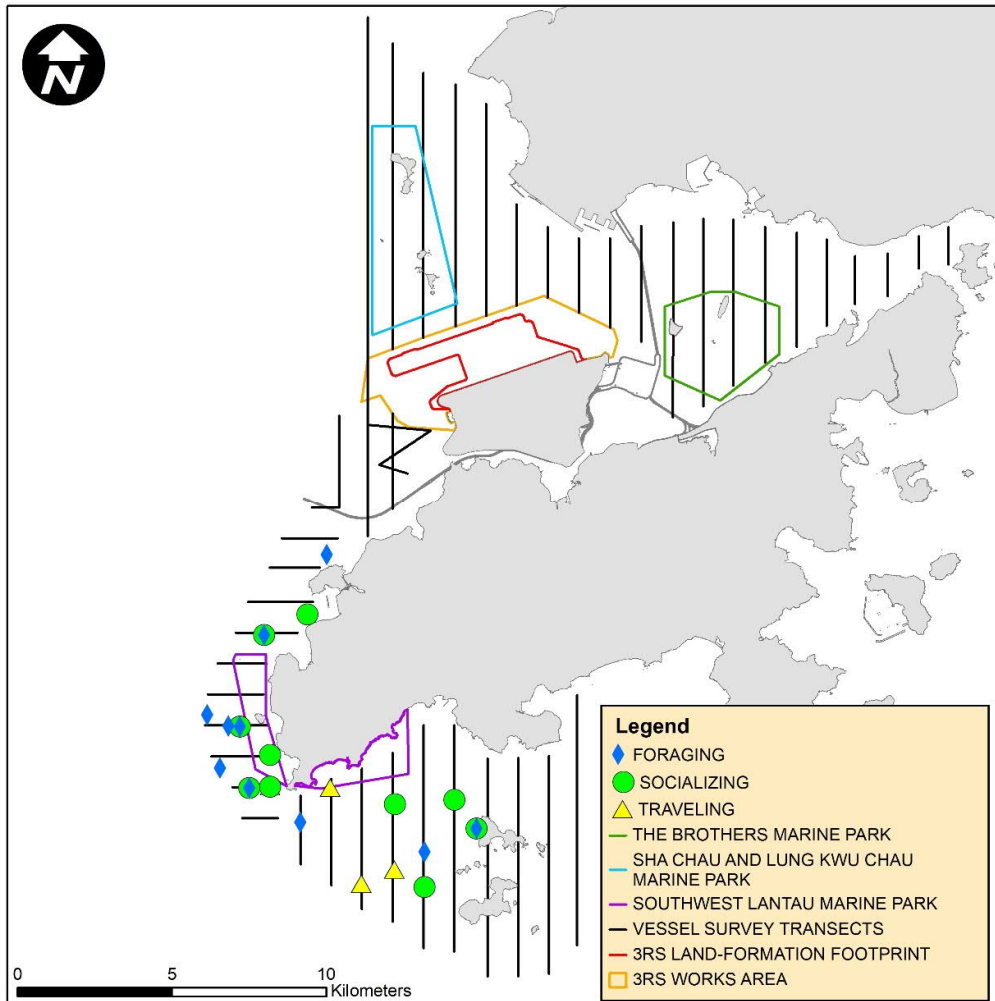 N
Legend
FORAGING
SOCIALIZING
TRAVELING
THE BROTHERS MARINE PARK
SHA CHAU AND LUNG KWU CHAU
MARINE PARK
SOUTHWEST LANTAU MARINE PARK
VESSEL SURVEY TRANSECTS
3RS LAND-FORMATION FOOTPRINT
3RS WORKS AREA
0 5 10
Kilometers